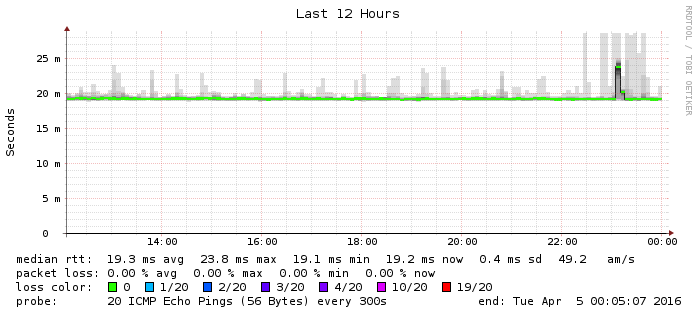 Last 12 Hours
RRDTOOL / TOBI OETIKER
Seconds
25 m
20 m
15 m
10 m
5 m
0
14:00 16:00 18:00 20:00 22:00 00:00
median rtt: 19.3 ms avg 23.8 ms max 19.1 ms min 19.2 ms now 0.4 ms sd 49.2 am/s
packet loss: 0.00 % avg 0.00 % max 0.00 % min 0.00 % now
loss color: 0 1/20 2/20 3/20 4/20 10/20 19/20
probe: 20 ICMP Echo Pings (56 Bytes) every 300s end: Tue Apr 5 00:05:07 2016